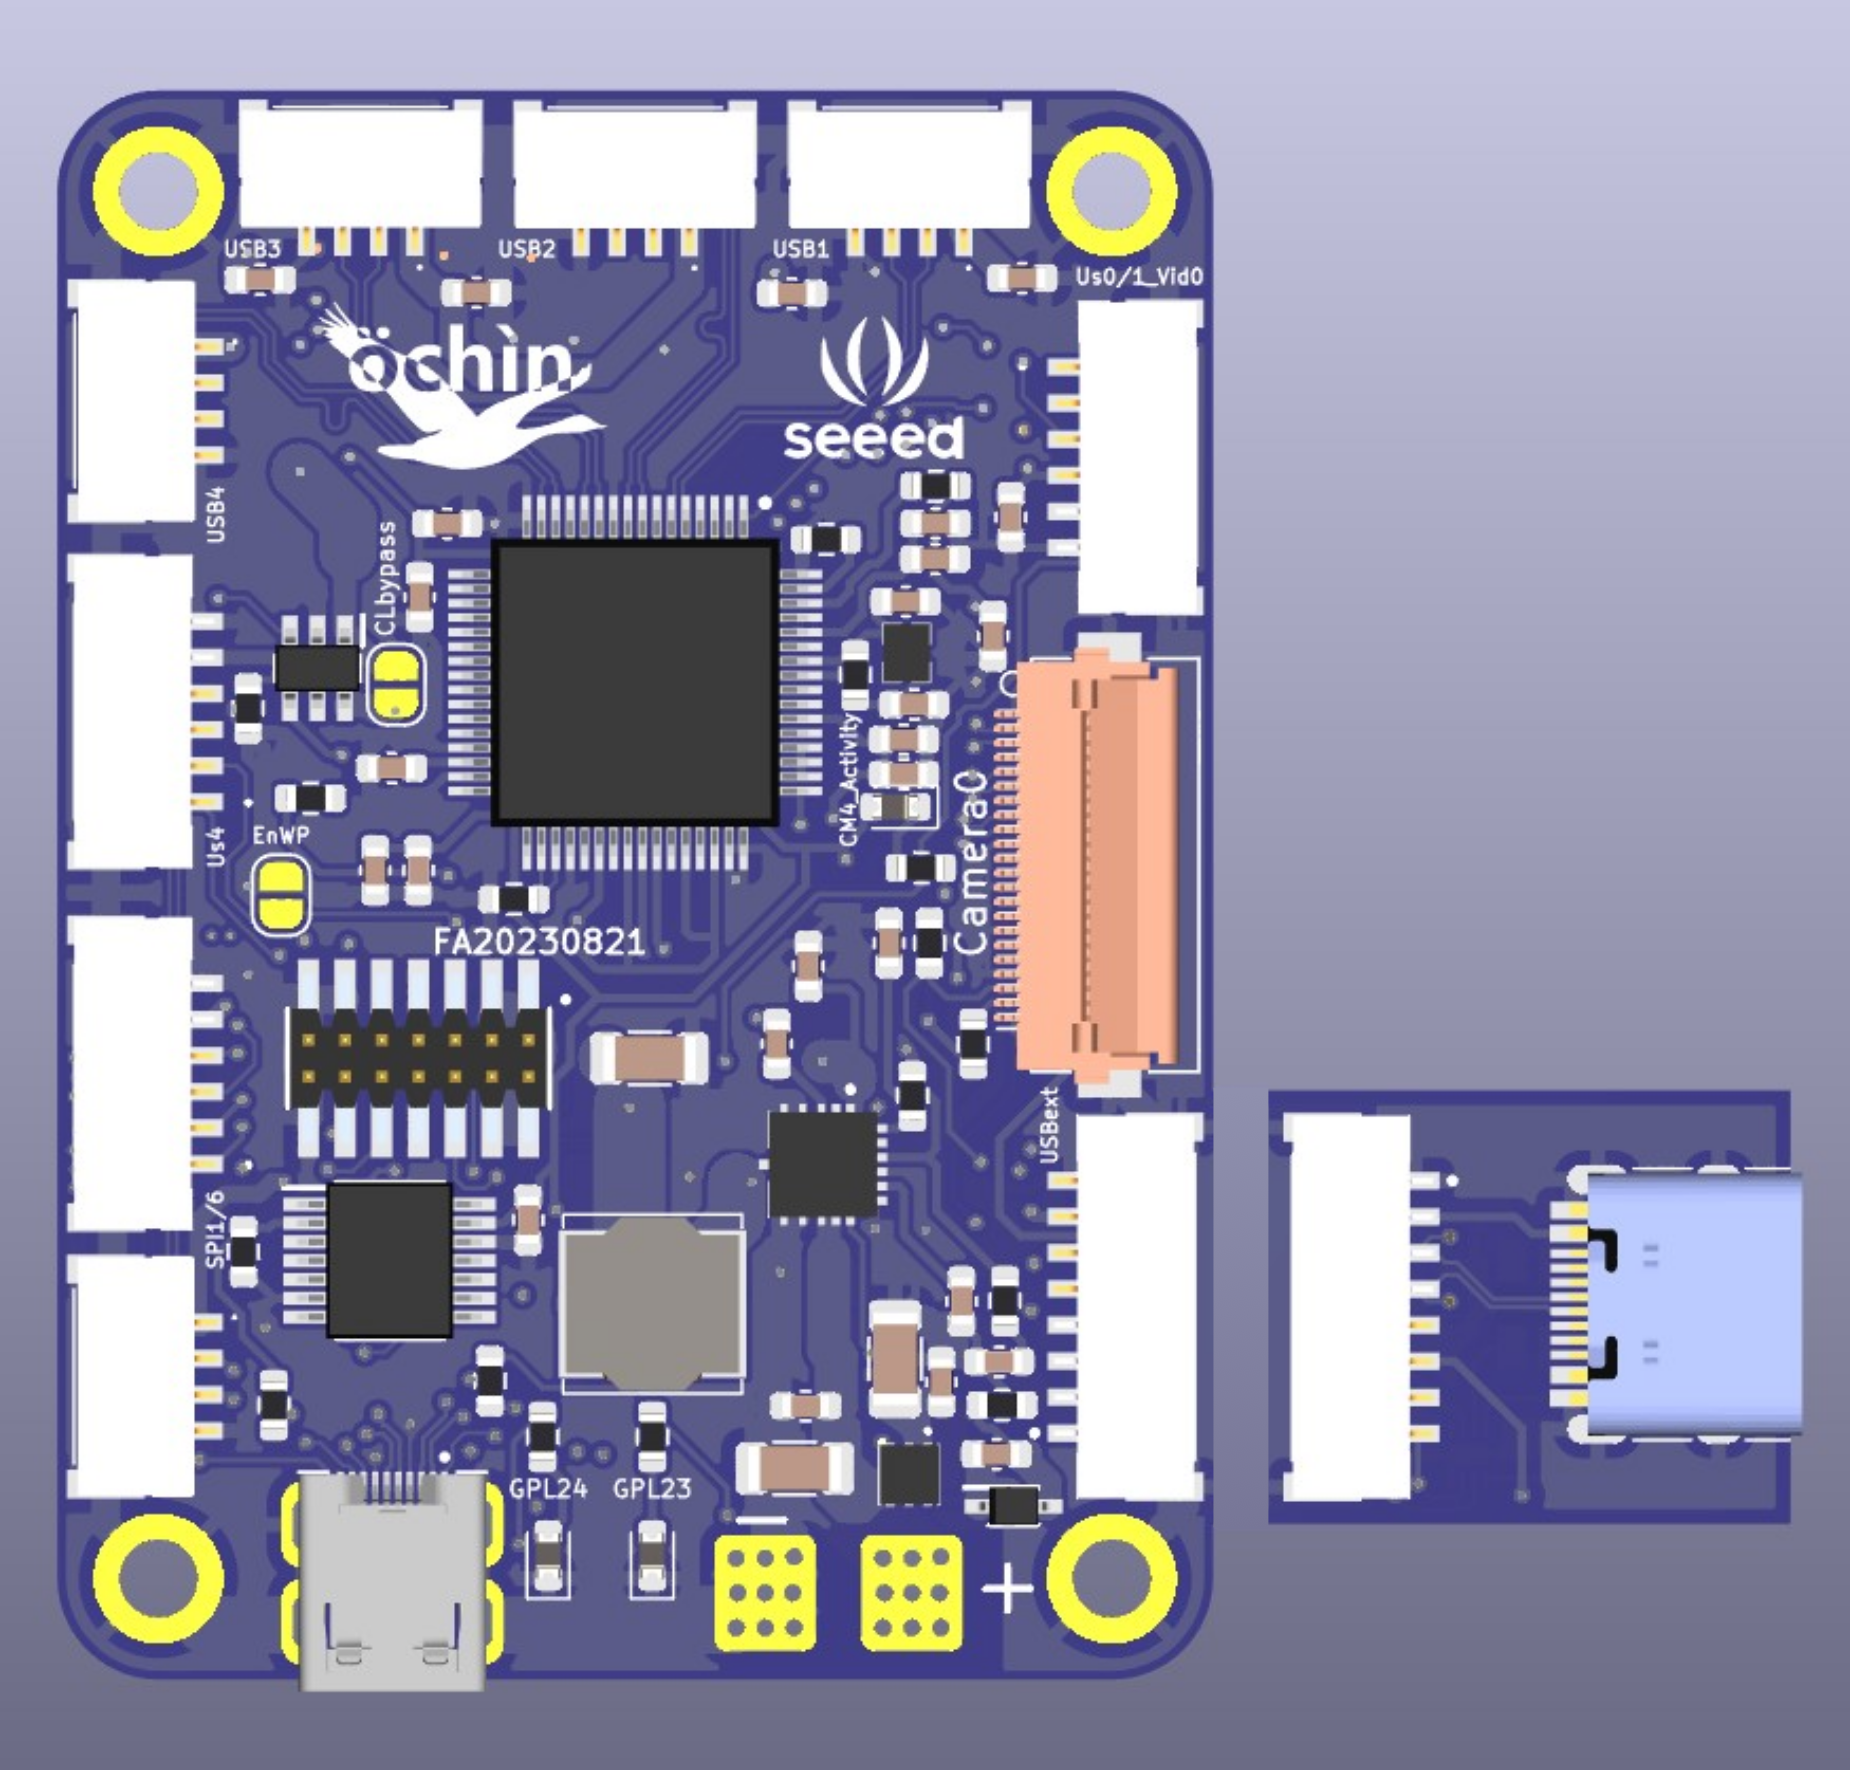 USB3
USB2
USB1
Us0/1_Vid0
öchìn
seeed
USB4
CLbypass
Us4
EnWP
CM4_Activity
Camera0
FA20230821
USBext
SPI1/6
GPL24
GPL23
+